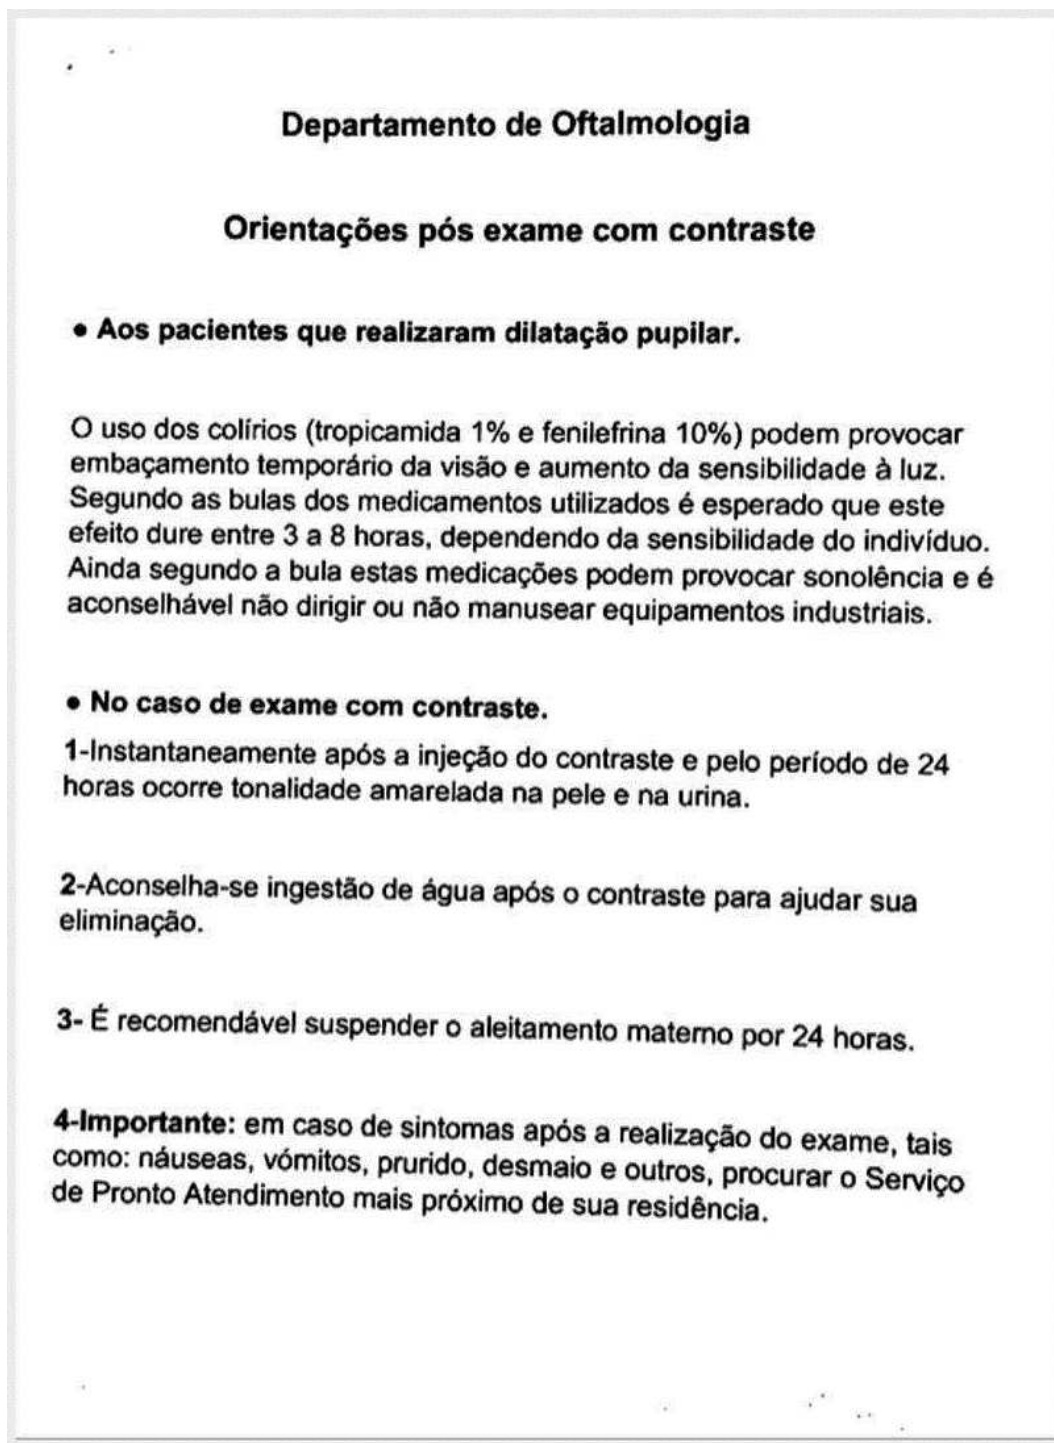 Departamento de Oftalmologia
Orientações pós exame com contraste
• Aos pacientes que realizaram dilatação pupilar.
O uso dos colírios (tropicamida 1% e fenilefrina 10%) podem provocar
embaçamento temporário da visão e aumento da sensibilidade à luz.
Segundo as bulas dos medicamentos utilizados é esperado que este
efeito dure entre 3 a 8 horas, dependendo da sensibilidade do indivíduo.
Ainda segundo a bula estas medicações podem provocar sonolência e é
aconselhável não dirigir ou não manusear equipamentos industriais.
• No caso de exame com contraste.
1-Instantaneamente após a injeção do contraste e pelo período de 24
horas ocorre tonalidade amarelada na pele e na urina.
2-Aconselha-se ingestão de água após o contraste para ajudar sua
eliminação.
3- É recomendável suspender o aleitamento materno por 24 horas.
4-Importante: em caso de sintomas após a realização do exame, tais
como: náuseas, vómitos, prurido, desmaio e outros, procurar o Serviço
de Pronto Atendimento mais próximo de sua residência.